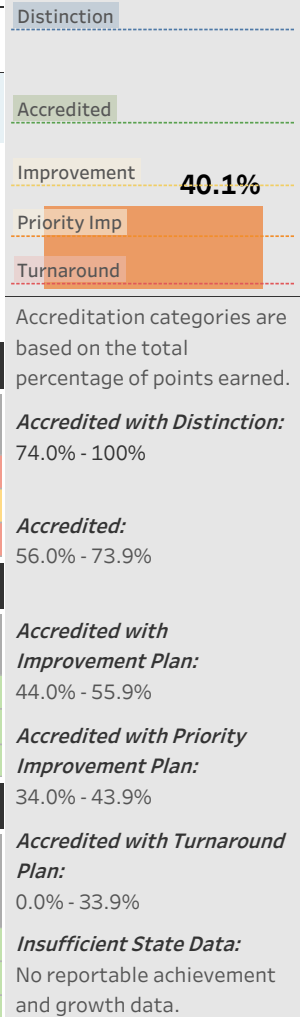 Distinction
Accredited
Improvement
40.1%
Priority Imp
Turnaround
Accreditation categories are
based on the total
percentage of points earned.
Accredited with Distinction:
74.0% - 100%
Accredited:
56.0% - 73.9%
Accredited with
Improvement Plan:
44.0% - 55.9%
Accredited with Priority
Improvement Plan:
34.0% - 43.9%
Accredited with Turnaround
Plan:
0.0% - 33.9%
Insufficient State Data:
No reportable achievement
and growth data.